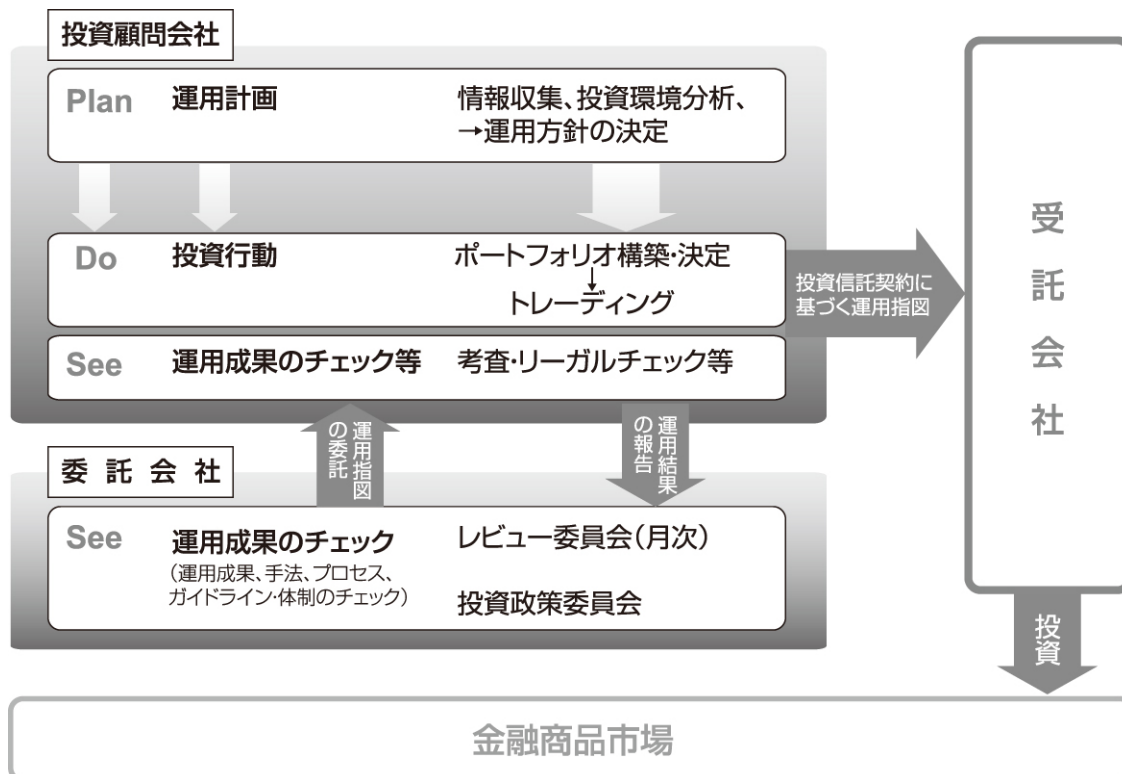 投資顧問会社
Plan 運用計画 情報収集、投資環境分析、
→運用方針の決定
Do 投資行動 ポートフォリオ構築・決定
トレーディング
投資信託契約に
基づく運用指図
受託会社
See 運用成果のチェック等 考査・リーガルチェック等
運用指図
の委託
運用結果
の報告
委託会社
See 運用成果のチェック レビュー委員会(月次)
(運用成果、手法、プロセス、
ガイドライン・体制のチェック)
投資政策委員会
投資
金融商品市場